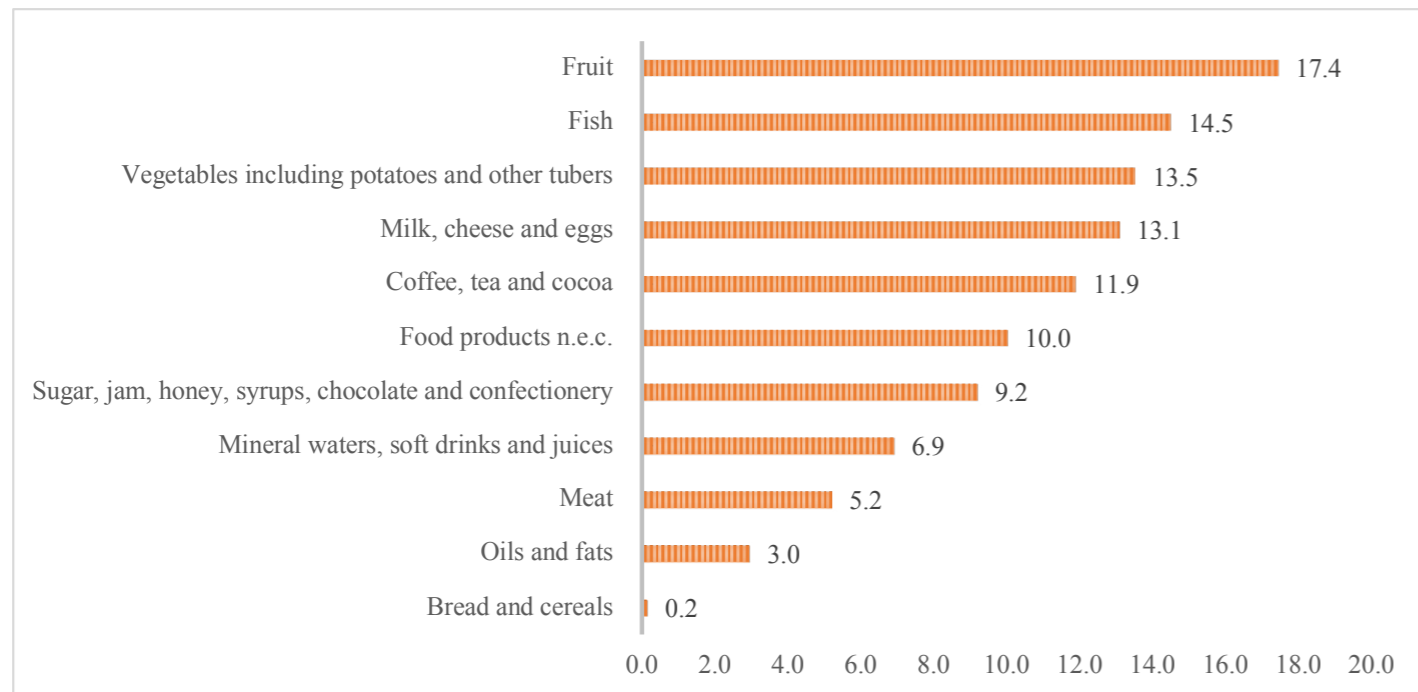 Fruit 17.4
Fish 14.5
Vegetables including potatoes and other tubers 13.5
Milk, cheese and eggs 13.1
Coffee, tea and cocoa 11.9
Food products n.e.c. 10.0
Sugar, jam, honey, syrups, chocolate and confectionery 9.2
Mineral waters, soft drinks and juices 6.9
Meat 5.2
Oils and fats 3.0
Bread and cereals 0.2
0.0 2.0 4.0 6.0 8.0 10.0 12.0 14.0 16.0 18.0 20.0